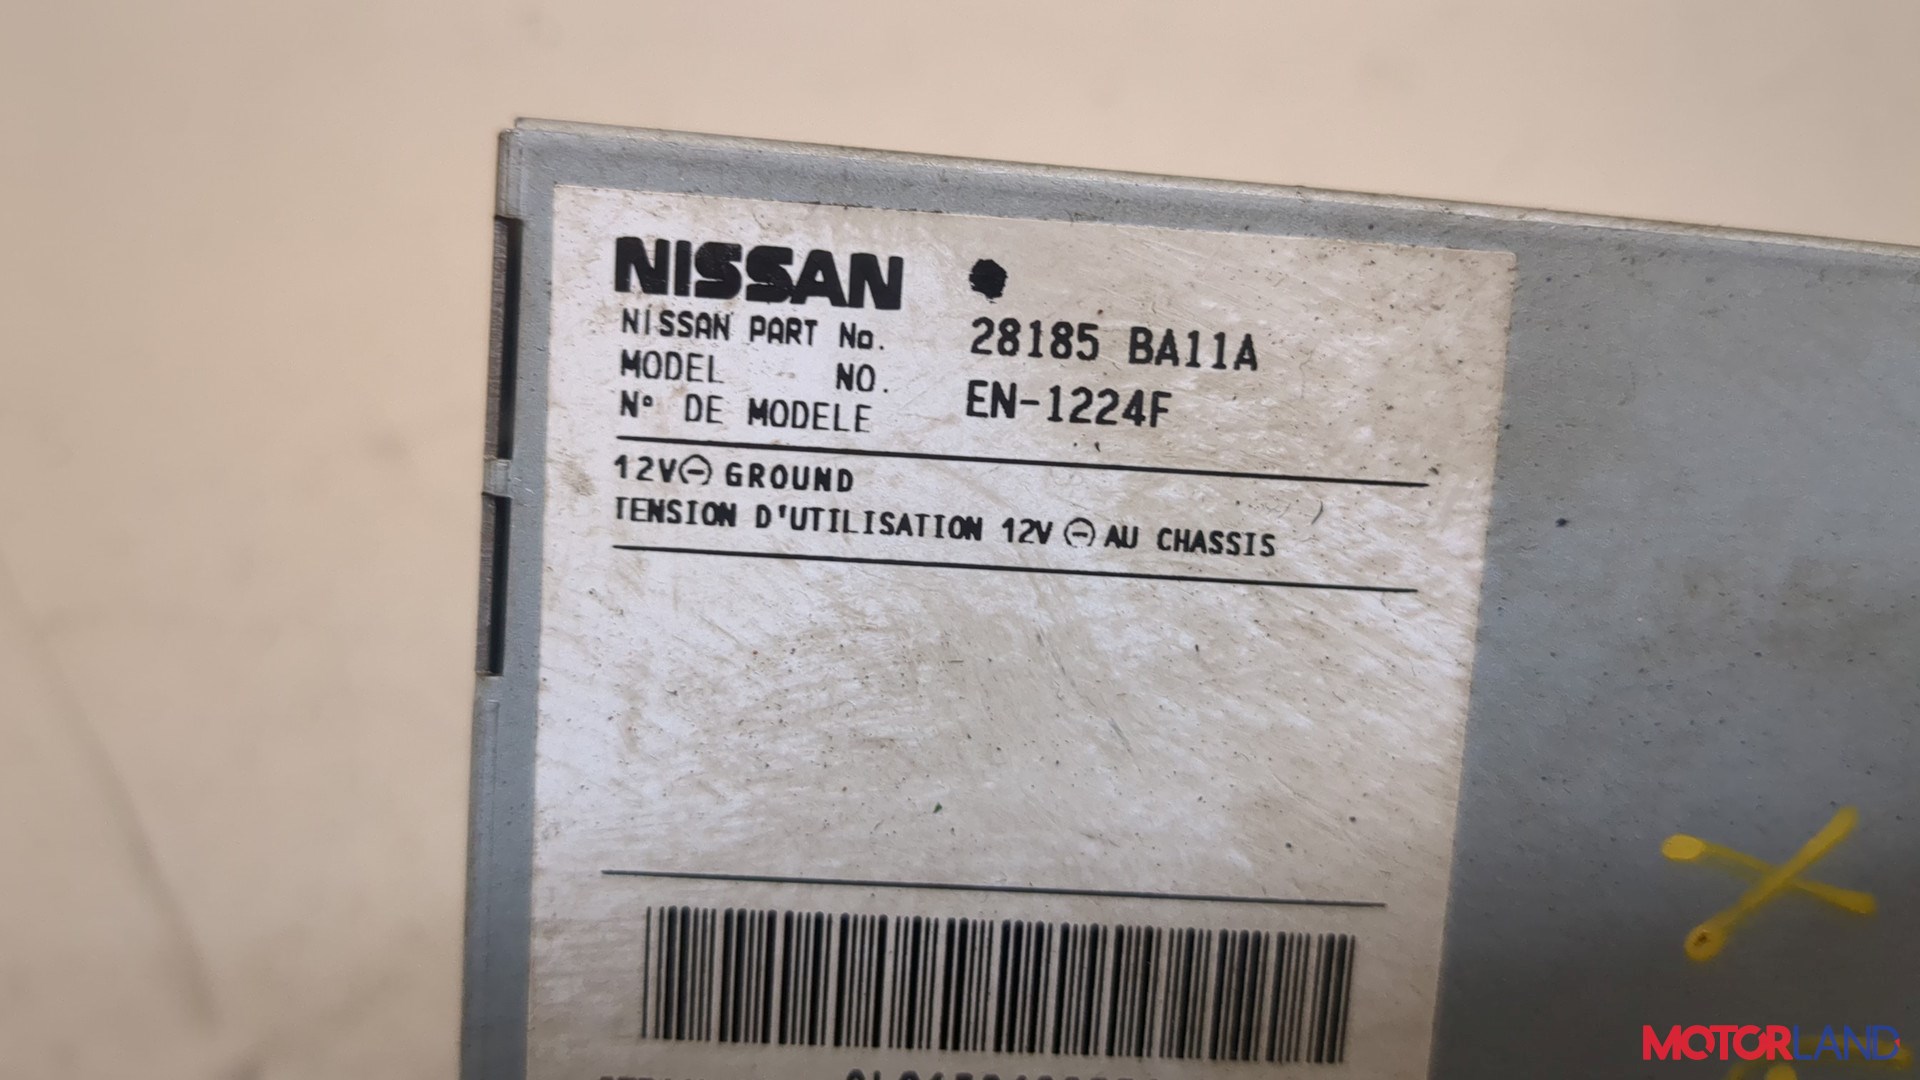 NISSAN
NISSAN PART No. 28185 BA11A
MODEL NO. EN-1224F
N° DE MODELE
12V⊖ GROUND
TENSION D'UTILISATION 12V ⊖ AU CHASSIS
MOTORLAND